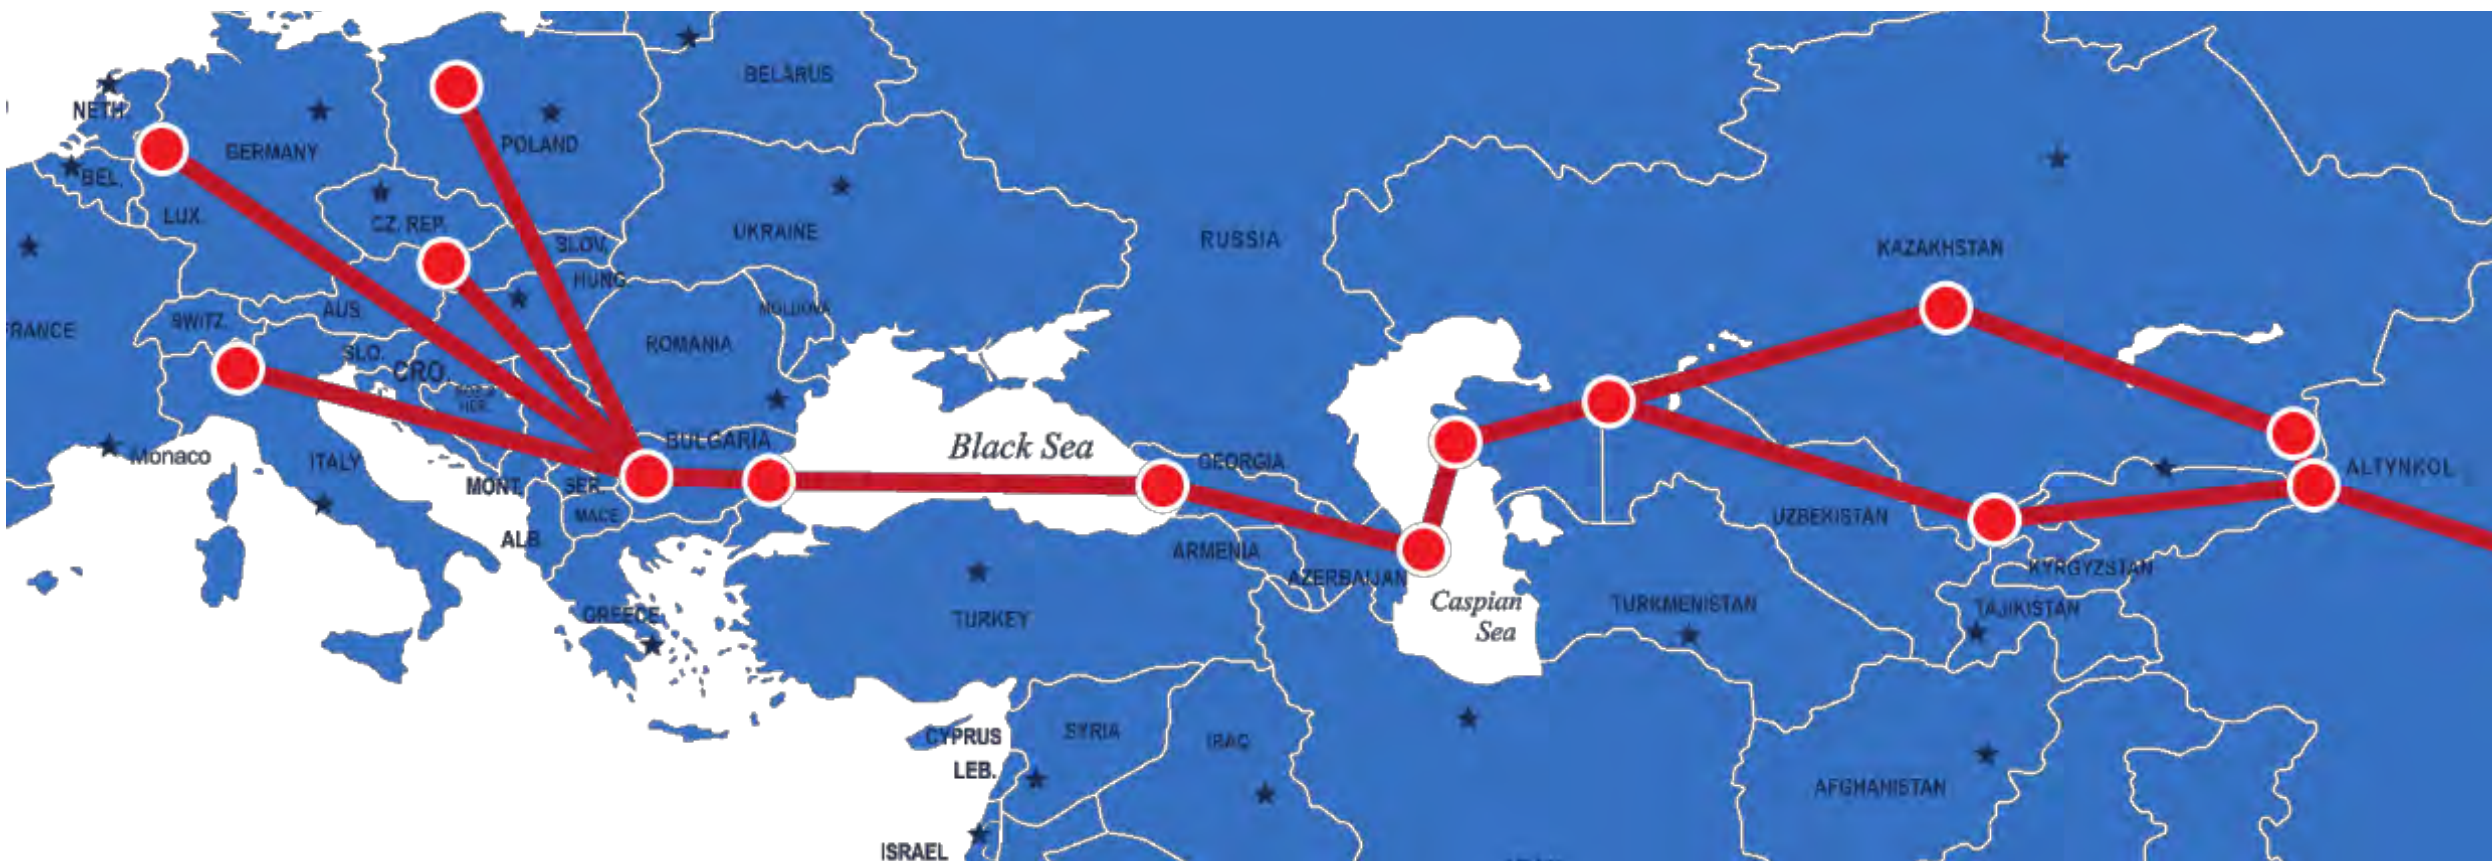 BELARUS
NETH.
POLAND
GERMANY
BEL.
LUX.
CZ. REP.
UKRAINE
RUSSIA
SLOV.
KAZAKHSTAN
HUNG
MOLDOVA
AUS.
SWITZ.
FRANCE
ROMANIA
SLO.
CRO.
HER.
BULGARIA
Black Sea
Monaco
ITALY
GEORGIA
ALTYNKOL
MONT.
SER.
MACE.
UZBEKISTAN
ALB.
ARMENIA
AZERBAIJAN
KYRGYZSTAN
Caspian
Sea
TURKMENISTAN
TAJIKISTAN
GREECE
TURKEY
CYPRUS
SYRIA
IRAQ
LEB.
AFGHANISTAN
ISRAEL